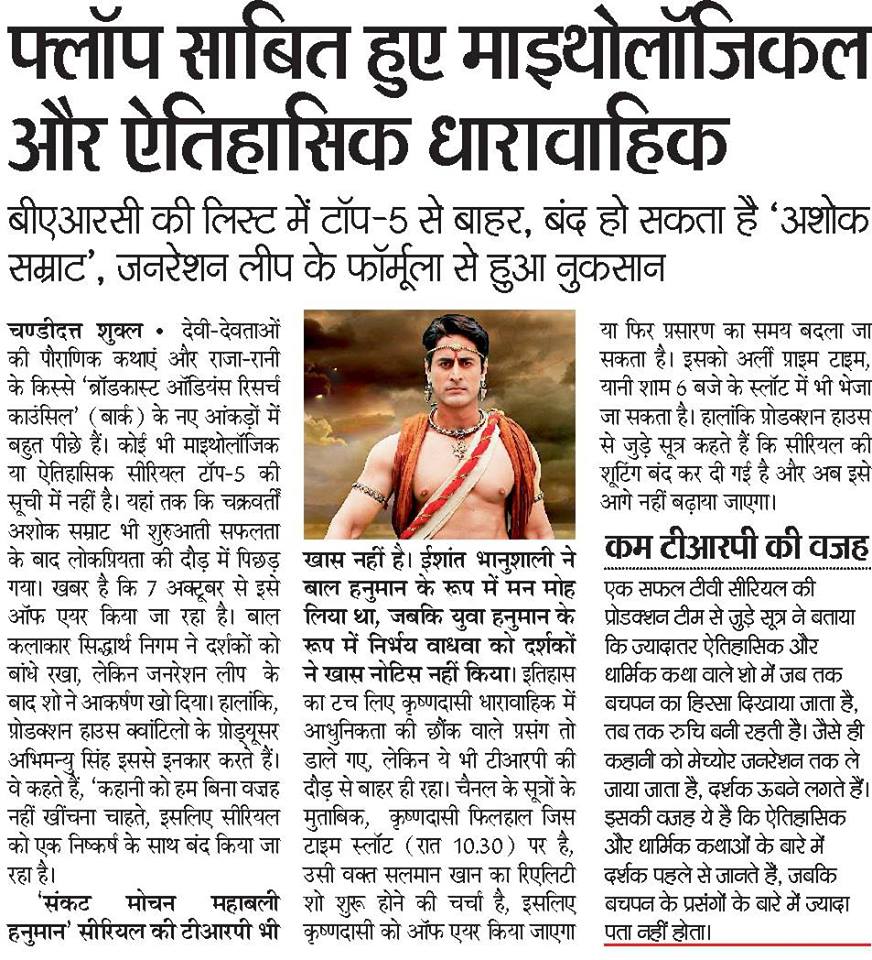 फ्लॉप साबित हुए माइथोलॉजिकल
और ऐतिहासिक धारावाहिक
बीएआरसी की लिस्ट में टॉप-5 से बाहर, बंद हो सकता है ‘अशोक
सम्राट’, जनरेशन लीप के फॉर्मूला से हुआ नुकसान
चण्डीदत्त शुक्ल • देवी-देवताओं
की पौराणिक कथाएं और राजा-रानी
के किस्से ‘ब्रॉडकास्ट ऑडियंस रिसर्च
काउंसिल’ (बार्क) के नए आंकड़ों में
बहुत पीछे हैं। कोई भी माइथोलॉजिक
या ऐतिहासिक सीरियल टॉप-5 की
सूची में नहीं है। यहां तक कि चक्रवर्ती
अशोक सम्राट भी शुरुआती सफलता
के बाद लोकप्रियता की दौड़ में पिछड़
गया। खबर है कि 7 अक्टूबर से इसे
ऑफ एयर किया जा रहा है। बाल
कलाकार सिद्धार्थ निगम ने दर्शकों को
बांधे रखा, लेकिन जनरेशन लीप के
बाद शो ने आकर्षण खो दिया। हालांकि,
प्रोडक्शन हाउस क्वांटिलो के प्रोड्यूसर
अभिमन्यु सिंह इससे इनकार करते हैं।
वे कहते हैं, ‘कहानी को हम बिना वजह
नहीं खींचना चाहते, इसलिए सीरियल
को एक निष्कर्ष के साथ बंद किया जा
रहा है।
‘संकट मोचन महाबली
हनुमान’ सीरियल की टीआरपी भी
खास नहीं है। ईशांत भानुशाली ने
बाल हनुमान के रूप में मन मोह
लिया था, जबकि युवा हनुमान के
रूप में निर्भय वाधवा को दर्शकों
ने खास नोटिस नहीं किया। इतिहास
का टच लिए कृष्णदासी धारावाहिक में
आधुनिकता की छौंक वाले प्रसंग तो
डाले गए, लेकिन ये भी टीआरपी की
दौड़ से बाहर ही रहा। चैनल के सूत्रों के
मुताबिक, कृष्णदासी फिलहाल जिस
टाइम स्लॉट (रात 10.30) पर है,
उसी वक्त सलमान खान का रिएलिटी
शो शुरू होने की चर्चा है, इसलिए
कृष्णदासी को ऑफ एयर किया जाएगा
या फिर प्रसारण का समय बदला जा
सकता है। इसको अर्ली प्राइम टाइम,
यानी शाम 6 बजे के स्लॉट में भी भेजा
जा सकता है। हालांकि प्रोडक्शन हाउस
से जुड़े सूत्र कहते हैं कि सीरियल की
शूटिंग बंद कर दी गई है और अब इसे
आगे नहीं बढ़ाया जाएगा।
कम टीआरपी की वजह
एक सफल टीवी सीरियल की
प्रोडक्शन टीम से जुड़े सूत्र ने बताया
कि ज्यादातर ऐतिहासिक और
धार्मिक कथा वाले शो में जब तक
बचपन का हिस्सा दिखाया जाता है,
तब तक रुचि बनी रहती है। जैसे ही
कहानी को मेच्योर जनरेशन तक ले
जाया जाता है, दर्शक ऊबने लगते हैं।
इसकी वजह ये है कि ऐतिहासिक
और धार्मिक कथाओं के बारे में
दर्शक पहले से जानते हैं, जबकि
बचपन के प्रसंगों के बारे में ज्यादा
पता नहीं होता।